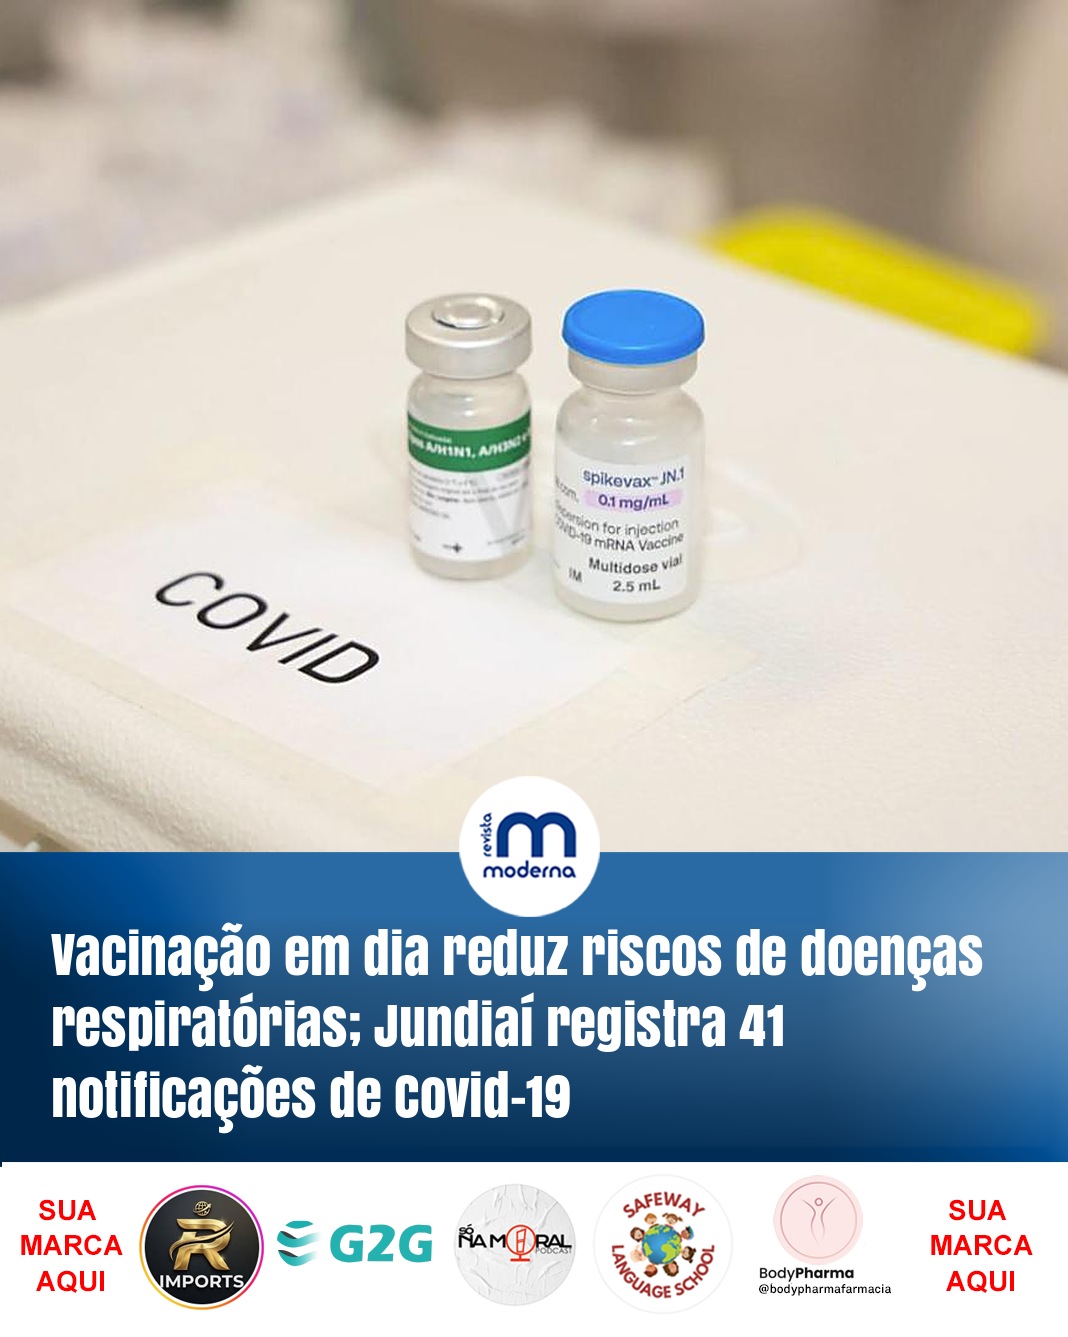 A/H1N1, A/H3N2
spikevax™ JN.1
0.1 mg/mL
for injection
COVID-19 mRNA Vaccine
Multidose vial
IM
2.5 mL
COVID
revista
m
moderna
Vacinação em dia reduz riscos de doenças
respiratórias; Jundiaí registra 41
notificações de Covid-19
SUA
MARCA
AQUI
R
IMPORTS
G2G
SÓ
NA MORAL
PODCAST
SAFEWAY
LANGUAGE SCHOOL
BodyPharma
@bodypharmafarmacia
SUA
MARCA
AQUI